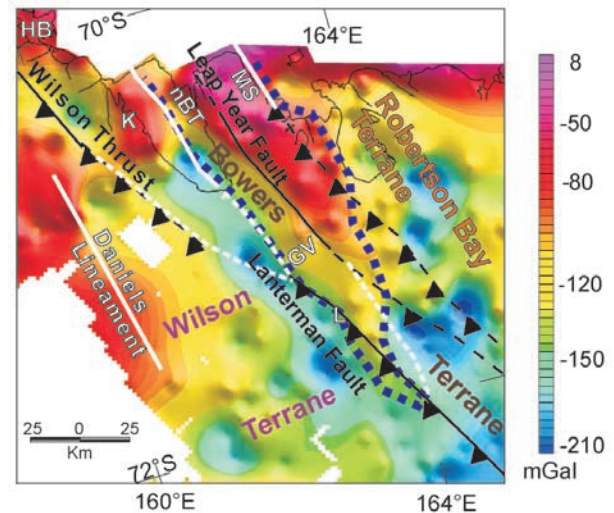 70°S
164°E
HB
MS
Leap Year Fault
nBT
K
Wilson Thrust
Robertson Bay
Terrane
Bowers
GV
Daniels
Lineament
Lanterman Fault
L
Wilson
Terrane
Terrane
25 0 25
Km
72°S
160°E
164°E
8
-50
-80
-120
-150
-210
mGal